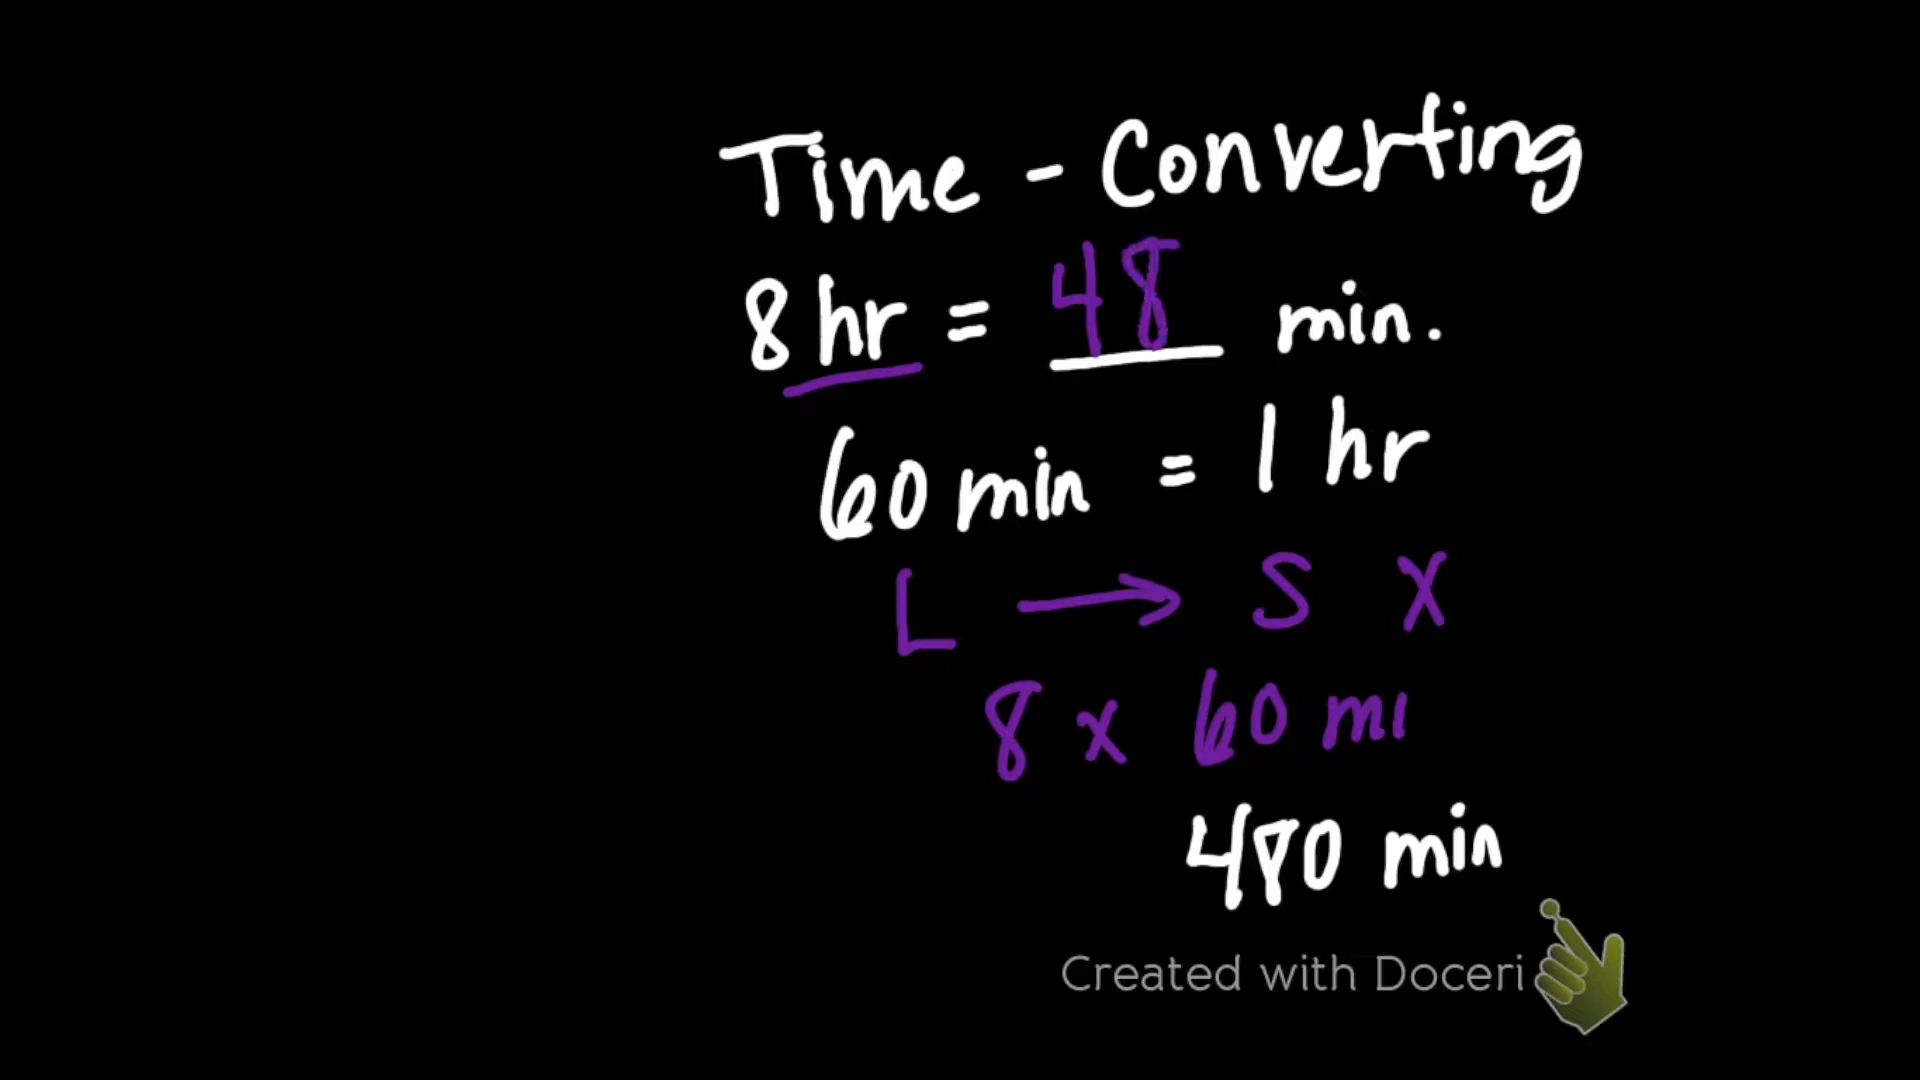 Time - Converting
8 hr = 48 min.
60 min = 1 hr
L → S X
8 x 60 mi
480 min
Created with Doceri